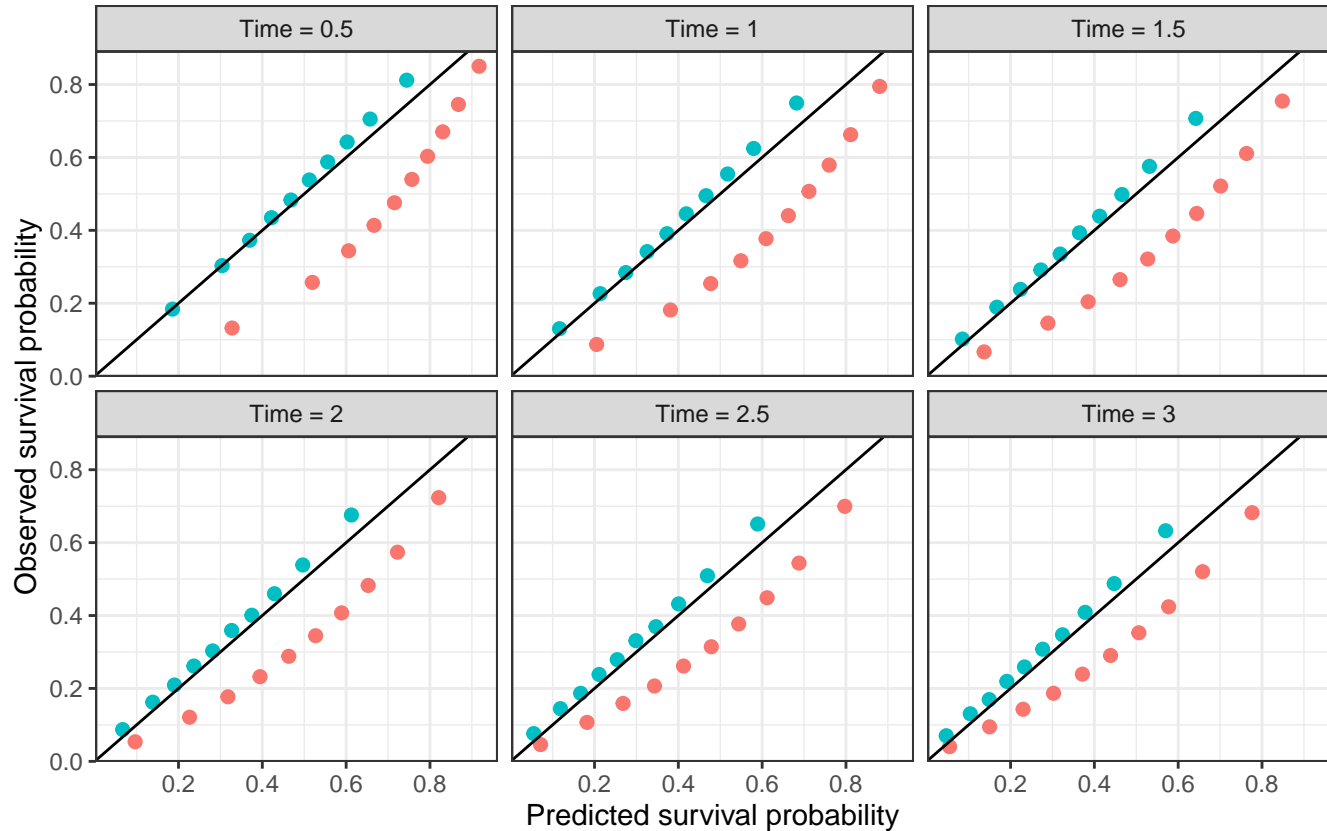 Time = 0.5
Time = 1
Time = 1.5
0.8
0.6
0.4
0.2
0.0
Time = 2
Time = 2.5
Time = 3
0.8
0.6
0.4
0.2
0.0
0.2 0.4 0.6 0.8
0.2 0.4 0.6 0.8
0.2 0.4 0.6 0.8
Observed survival probability
Predicted survival probability